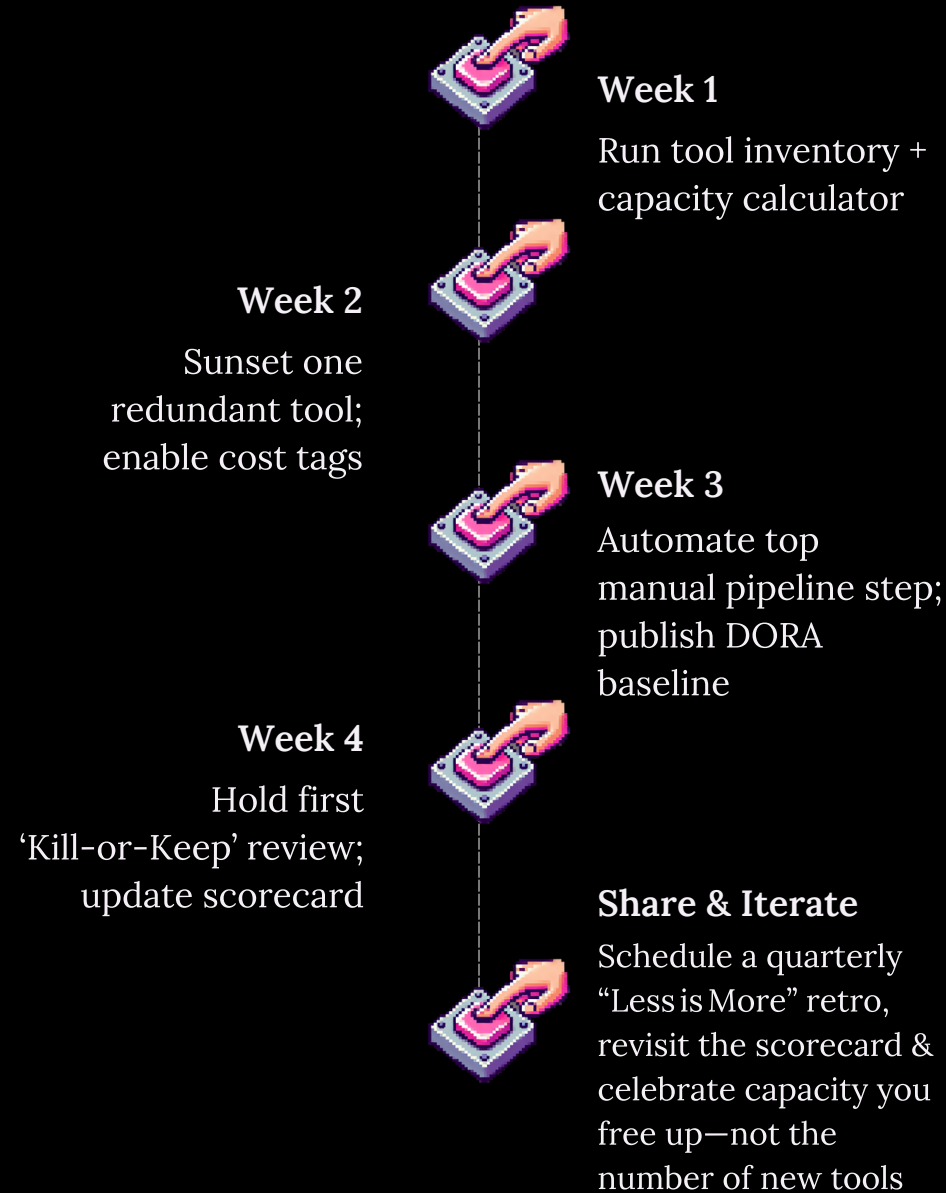 Week 1
Run tool inventory +
capacity calculator
Week 2
Sunset one
redundant tool;
enable cost tags
Week 3
Automate top
manual pipeline step;
publish DORA
baseline
Week 4
Hold first
‘Kill-or-Keep’ review;
update scorecard
Share & Iterate
Schedule a quarterly
“Less is More” retro,
revisit the scorecard &
celebrate capacity you
free up—not the
number of new tools